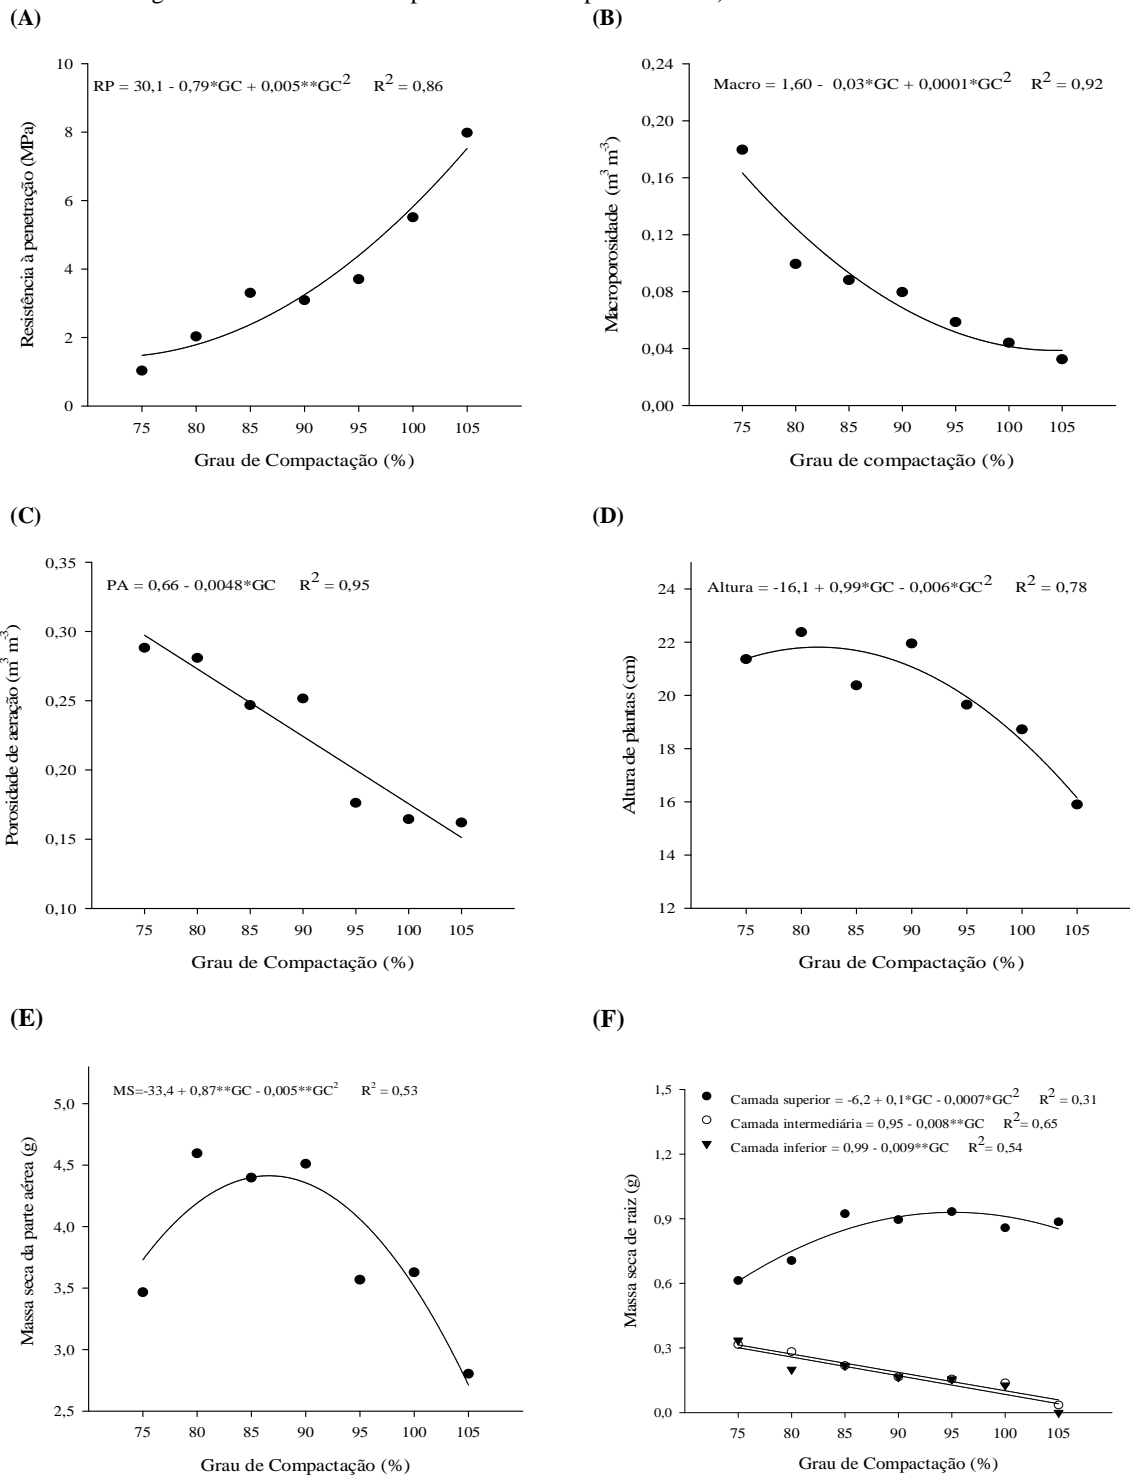 (A)
(B)
10
RP = 30,1 - 0,79*GC + 0,005**GC² R² = 0,86
8
6
4
2
0
Resistência à penetração (MPa)
75 80 85 90 95 100 105
Grau de Compactação (%)
0,24
Macro = 1,60 - 0,03*GC + 0,0001*GC² R² = 0,92
0,20
0,16
0,12
0,08
0,04
0,00
Macroporosidade (m³ m⁻³)
75 80 85 90 95 100 105
Grau de compactação (%)
(C)
(D)
0,35
PA = 0,66 - 0,0048*GC R² = 0,95
0,30
0,25
0,20
0,15
0,10
Porosidade de aeração (m³ m⁻³)
75 80 85 90 95 100 105
Grau de Compactação (%)
24
Altura = -16,1 + 0,99*GC - 0,006*GC² R² = 0,78
22
20
18
16
14
12
Altura de plantas (cm)
75 80 85 90 95 100 105
Grau de Compactação (%)
(E)
(F)
MS=-33,4 + 0,87**GC - 0,005**GC² R² = 0,53
5,0
4,5
4,0
3,5
3,0
2,5
Massa seca da parte aérea (g)
75 80 85 90 95 100 105
Grau de Compactação (%)
1,5
Camada superior = -6,2 + 0,1*GC - 0,0007*GC² R² = 0,31
Camada intermediária = 0,95 - 0,008**GC R²= 0,65
Camada inferior = 0,99 - 0,009**GC R²= 0,54
1,2
0,9
0,6
0,3
0,0
Massa seca de raiz (g)
75 80 85 90 95 100 105
Grau de Compactação (%)